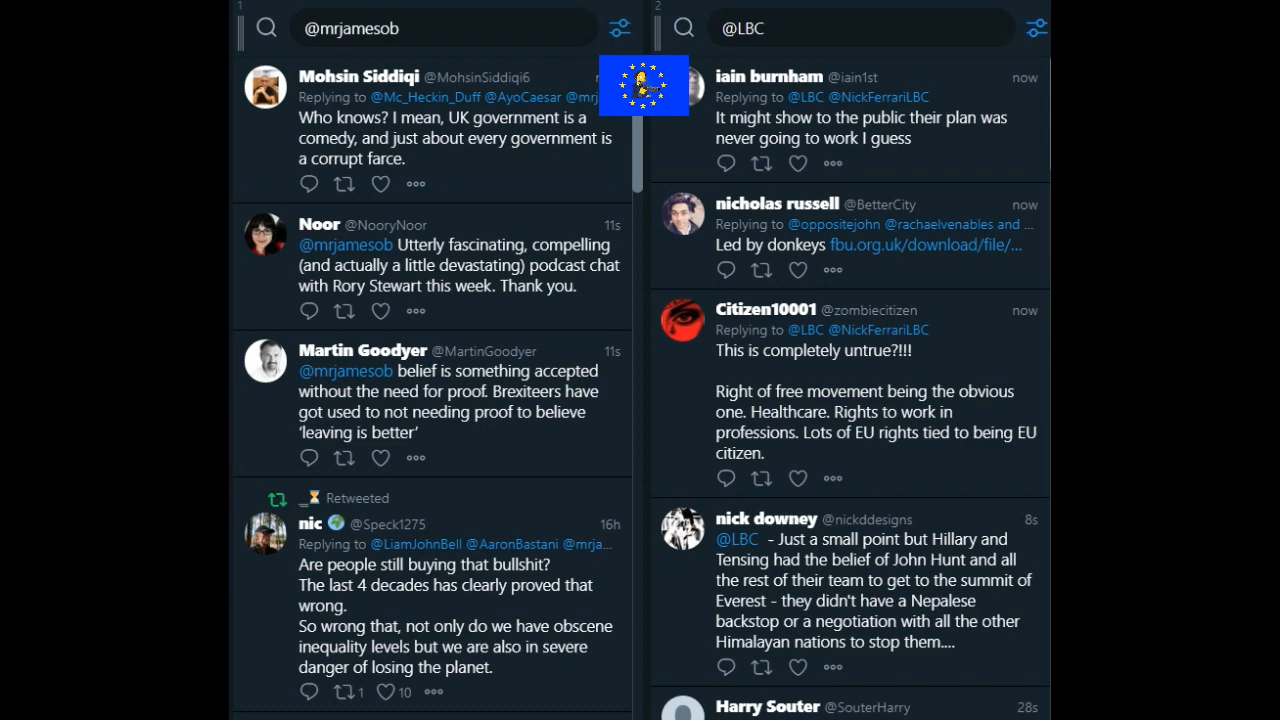 1
@mrjamesob
Mohsin Siddiqi @MohsinSiddiqi6
Replying to @Mc_Heckin_Duff @AyoCaesar @mrj
Who knows? I mean, UK government is a
comedy, and just about every government is
a corrupt farce.
Noor @NooryNoor 11s
@mrjamesob Utterly fascinating, compelling
(and actually a little devastating) podcast chat
with Rory Stewart this week. Thank you.
Martin Goodyer @MartinGoodyer 11s
@mrjamesob belief is something accepted
without the need for proof. Brexiteers have
got used to not needing proof to believe
‘leaving is better’
_⏳ Retweeted
nic @Speck1275 16h
Replying to @LiamJohnBell @AaronBastani @mrja...
Are people still buying that bullshit?
The last 4 decades has clearly proved that
wrong.
So wrong that, not only do we have obscene
inequality levels but we are also in severe
danger of losing the planet.
1 10
2
@LBC
iain burnham @iain1st now
Replying to @LBC @NickFerrariLBC
It might show to the public their plan was
never going to work I guess
nicholas russell @BetterCity now
Replying to @oppositejohn @rachaelvenables and ...
Led by donkeys fbu.org.uk/download/file/...
Citizen10001 @zombiecitizen now
Replying to @LBC @NickFerrariLBC
This is completely untrue?!!!
Right of free movement being the obvious
one. Healthcare. Rights to work in
professions. Lots of EU rights tied to being EU
citizen.
nick downey @nickddesigns 8s
@LBC - Just a small point but Hillary and
Tensing had the belief of John Hunt and all
the rest of their team to get to the summit of
Everest - they didn't have a Nepalese
backstop or a negotiation with all the other
Himalayan nations to stop them....
Harry Souter @SouterHarry 28s